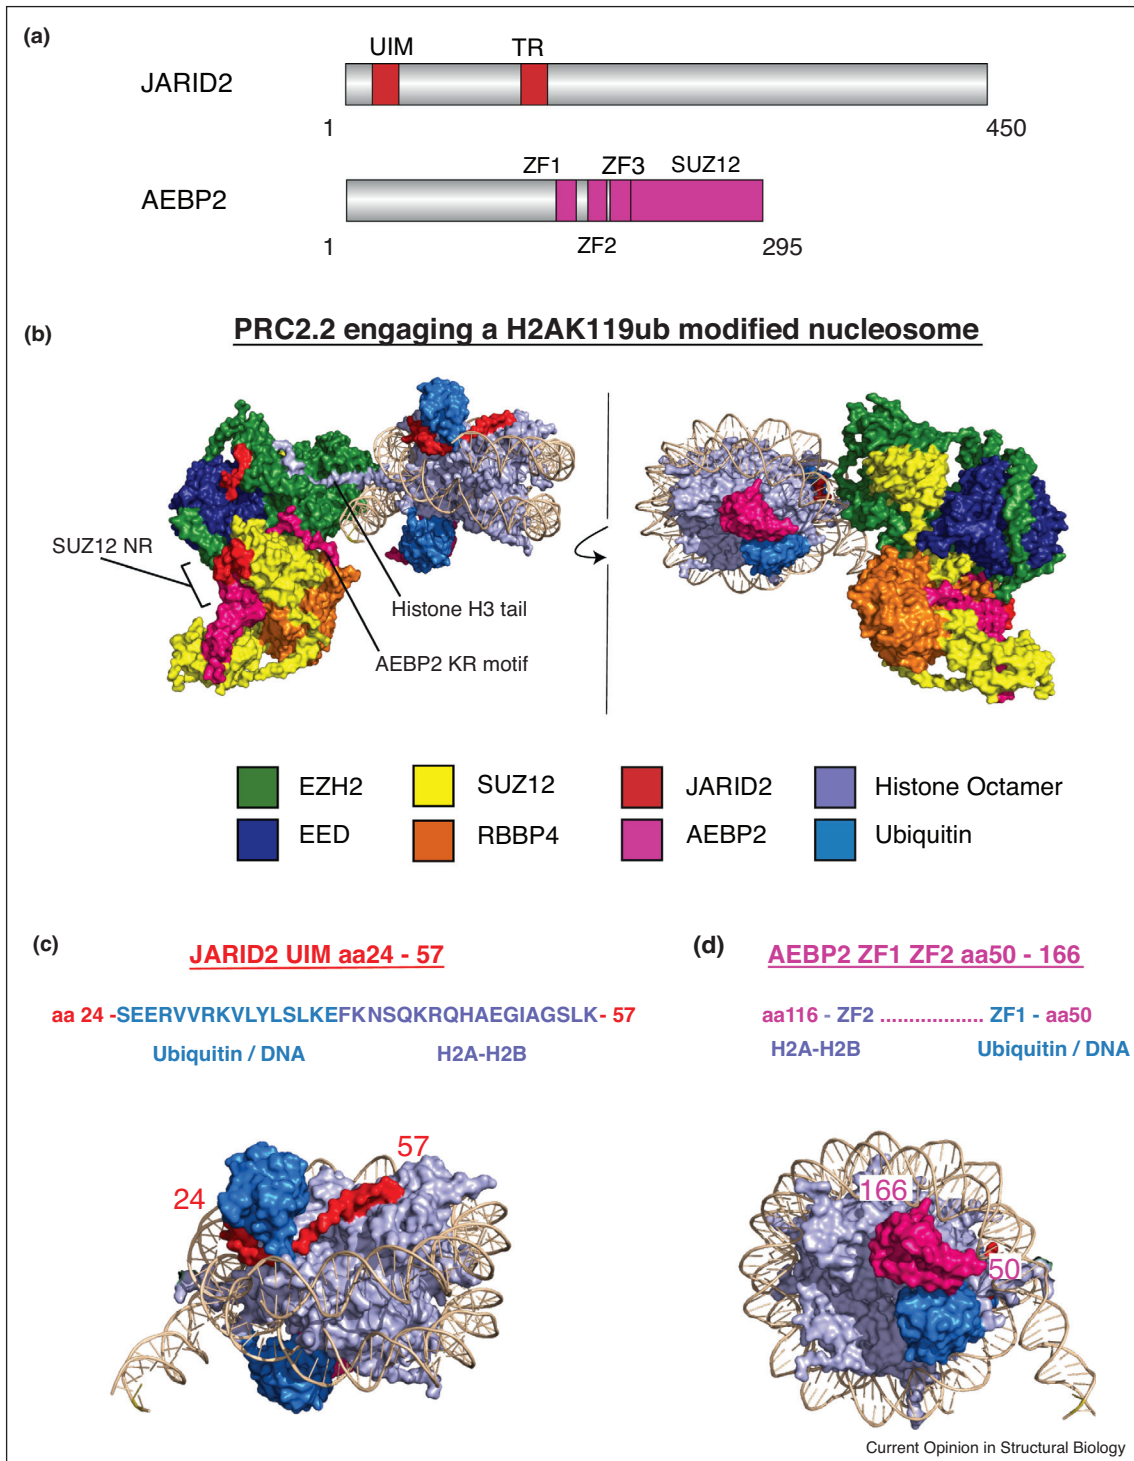 (a)
UIM TR
JARID2
1 450
ZF1 ZF3 SUZ12
AEBP2
1 ZF2 295
(b)
PRC2.2 engaging a H2AK119ub modified nucleosome
SUZ12 NR
Histone H3 tail
AEBP2 KR motif
EZH2 SUZ12 JARID2 Histone Octamer
EED RBBP4 AEBP2 Ubiquitin
(c)
JARID2 UIM aa24 - 57
aa 24 -SEERVVRKVLYLSLKEFKNSQKRQHAEGIAGSLK- 57
Ubiquitin / DNA H2A-H2B
57
24
(d)
AEBP2 ZF1 ZF2 aa50 - 166
aa116 - ZF2 .................. ZF1 - aa50
H2A-H2B Ubiquitin / DNA
166
50
Current Opinion in Structural Biology